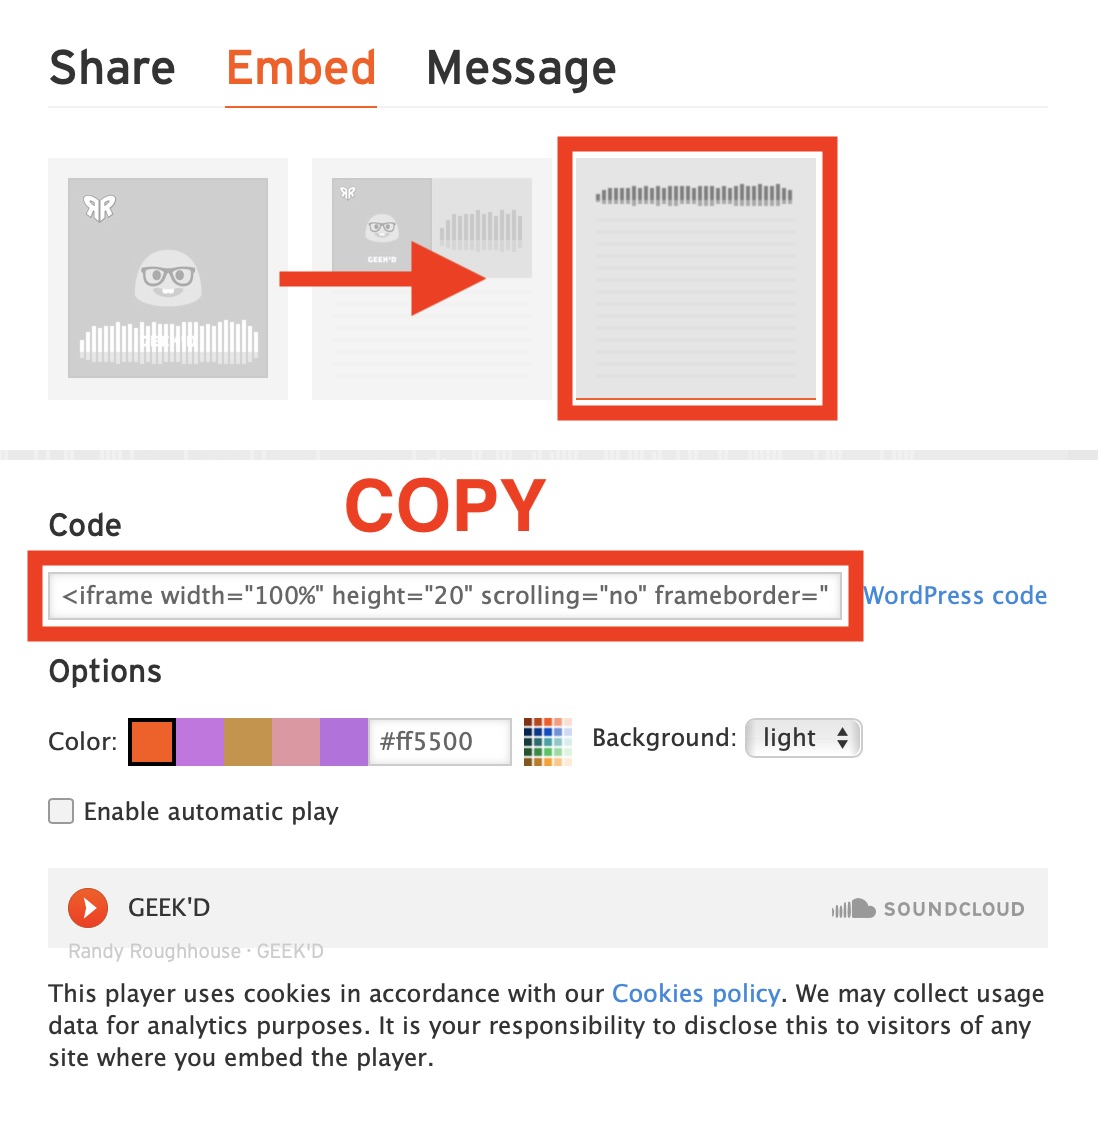 Share Embed Message
GEEK'D
COPY
Code
<iframe width="100%" height="20" scrolling="no" frameborder="
WordPress code
Options
Color: #ff5500 Background: light
Enable automatic play
GEEK'D
SOUNDCLOUD
Randy Roughhouse · GEEK'D
This player uses cookies in accordance with our Cookies policy. We may collect usage
data for analytics purposes. It is your responsibility to disclose this to visitors of any
site where you embed the player.